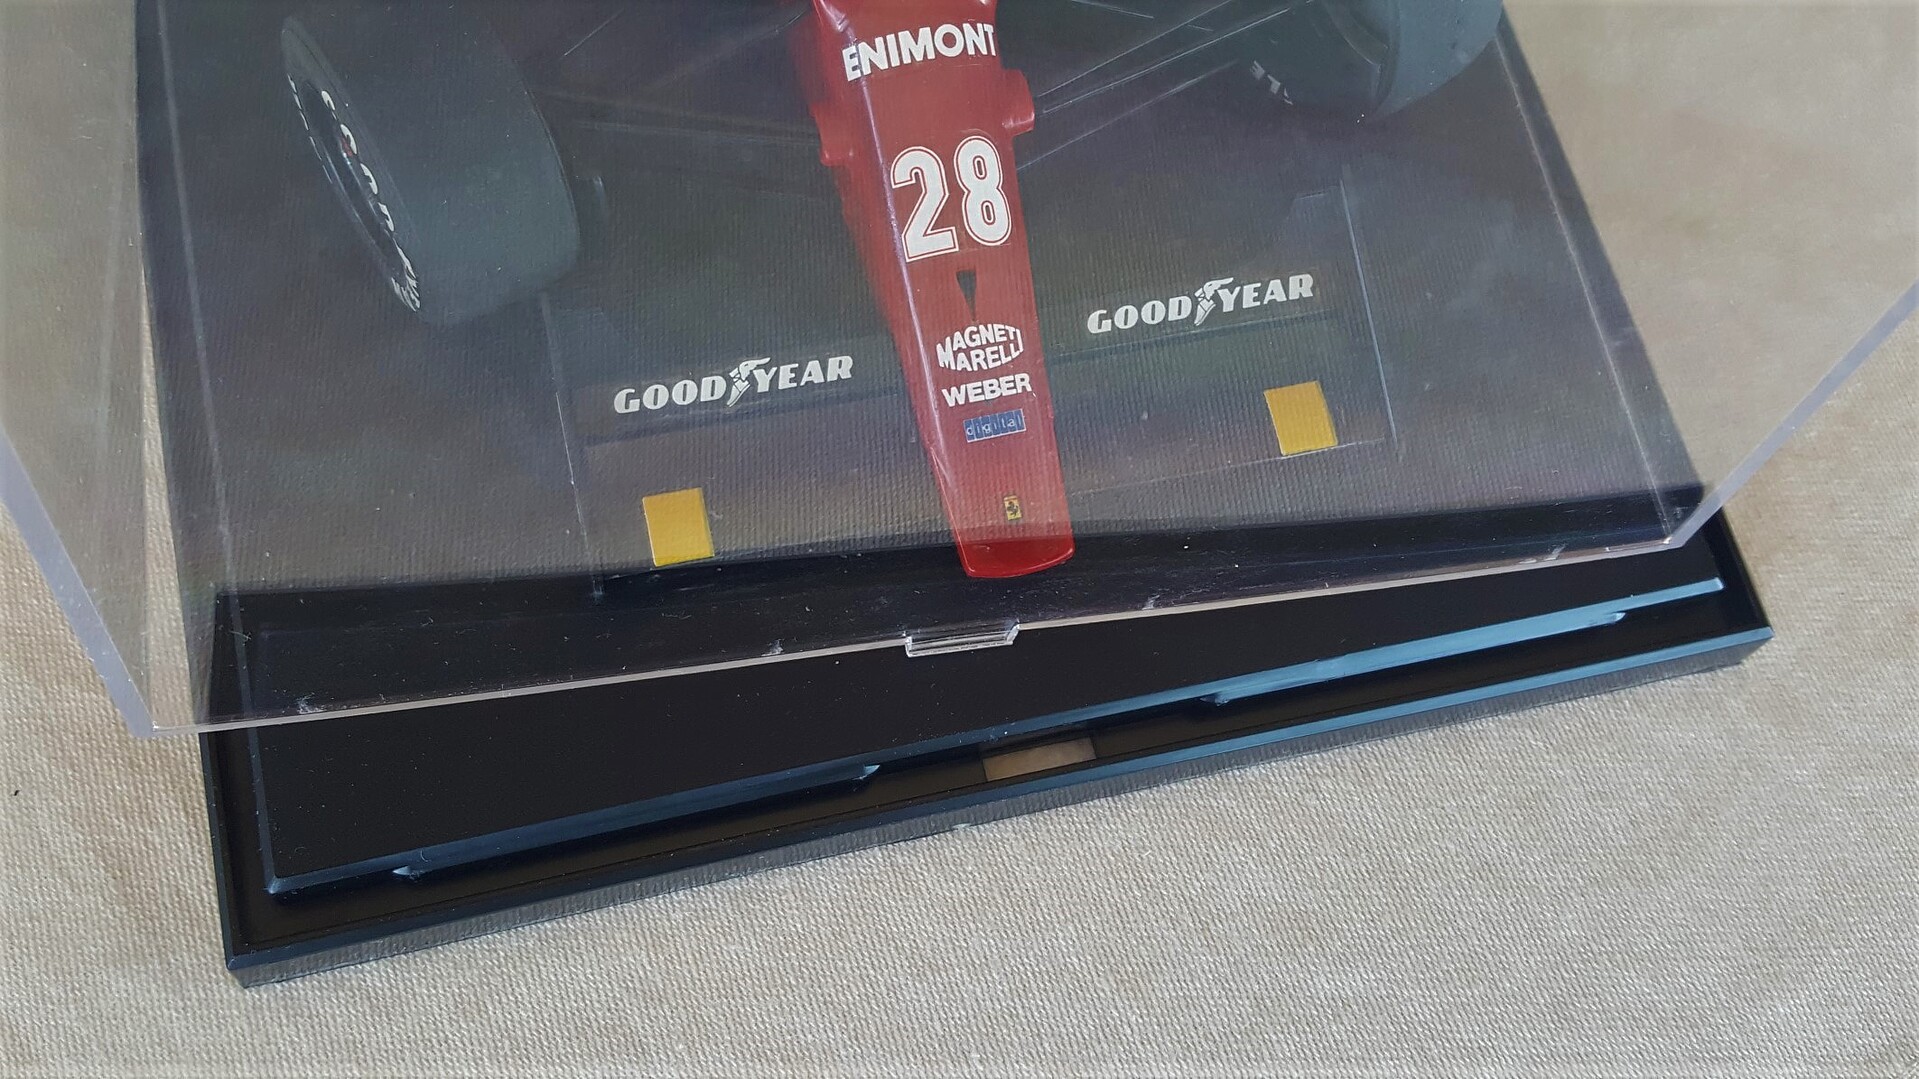 ENIMONT
28
GOODYEAR
GOODYEAR
MAGNETI
MARELLI
WEBER
digital